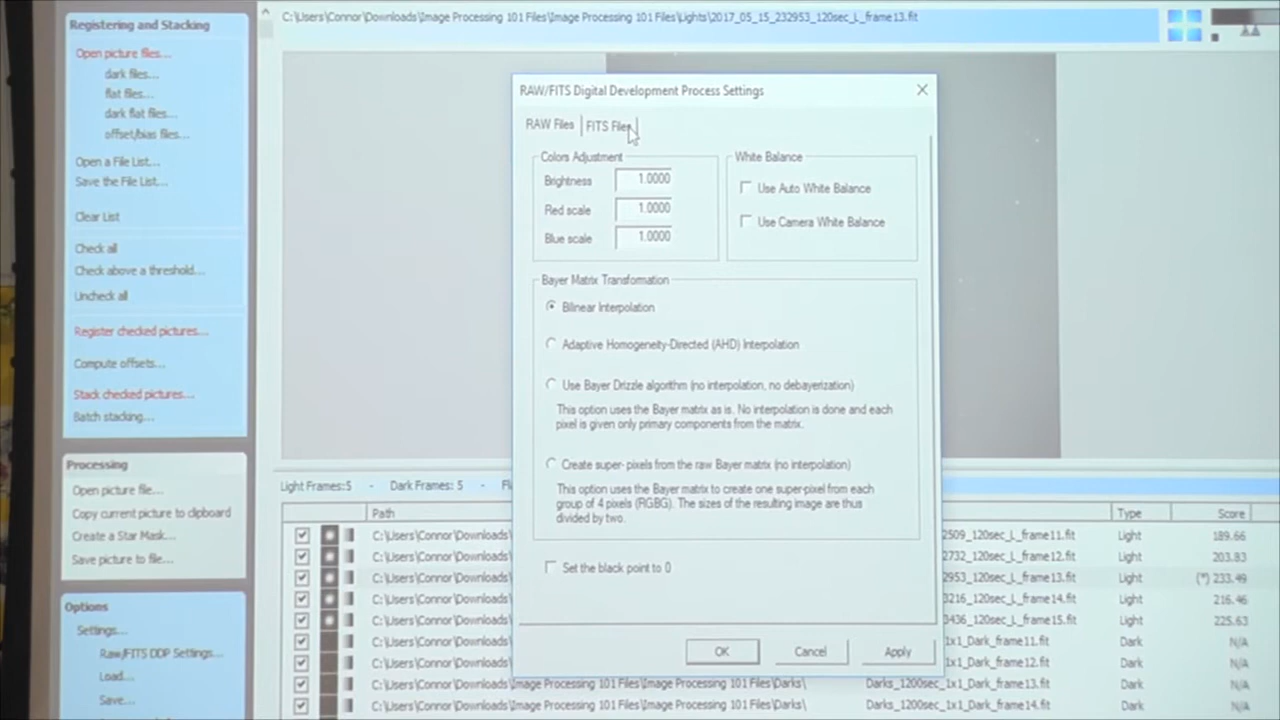 Registering and Stacking
Open picture files...
dark files...
flat files...
dark flat files...
offset/bias files...
Open a File List...
Save the File List...
Clear List
Check all
Check above a threshold...
Uncheck all
Register checked pictures...
Compute offsets...
Stack checked pictures...
Batch stacking...
Processing
Open picture file...
Copy current picture to clipboard
Create a Star Mask...
Save picture to file...
Options
Settings...
Raw/FITS DDP Settings...
Load...
Save...
C:\Users\Connor\Downloads\Image Processing 101 Files\Image Processing 101 Files\Lights\2017_05_15_232953_120sec_L_frame13.fit
RAW/FITS Digital Development Process Settings
RAW Files
FITS Files
Colors Adjustment
Brightness 1.0000
Red scale 1.0000
Blue scale 1.0000
White Balance
Use Auto White Balance
Use Camera White Balance
Bayer Matrix Transformation
Bilinear Interpolation
Adaptive Homogeneity-Directed (AHD) Interpolation
Use Bayer Drizzle algorithm (no interpolation, no debayerization)
This option uses the Bayer matrix as is. No interpolation is done and each
pixel is given only primary components from the matrix.
Create super-pixels from the raw Bayer matrix (no interpolation)
This option uses the Bayer matrix to create one super-pixel from each
group of 4 pixels (RGBG). The sizes of the resulting image are thus
divided by two.
Set the black point to 0
OK Cancel Apply
Light Frames: 5 - Dark Frames: 5 -
Path Type Score
C:\Users\Connor\Downloads\ 2509_120sec_L_frame11.fit Light 189.66
C:\Users\Connor\Downloads\ 2732_120sec_L_frame12.fit Light 203.83
C:\Users\Connor\Downloads\ 2953_120sec_L_frame13.fit Light (*) 233.49
C:\Users\Connor\Downloads\ 3216_120sec_L_frame14.fit Light 216.46
C:\Users\Connor\Downloads\ 3436_120sec_L_frame15.fit Light 225.63
C:\Users\Connor\Downloads\ 1x1_Dark_frame11.fit Dark N/A
C:\Users\Connor\Downloads\ 1x1_Dark_frame12.fit Dark N/A
C:\Users\Connor\Downloads\Image Processing 101 Files\Image Processing 101 Files\Darks\ Darks_1200sec_1x1_Dark_frame13.fit Dark N/A
C:\Users\Connor\Downloads\Image Processing 101 Files\Image Processing 101 Files\Darks\ Darks_1200sec_1x1_Dark_frame14.fit Dark N/A